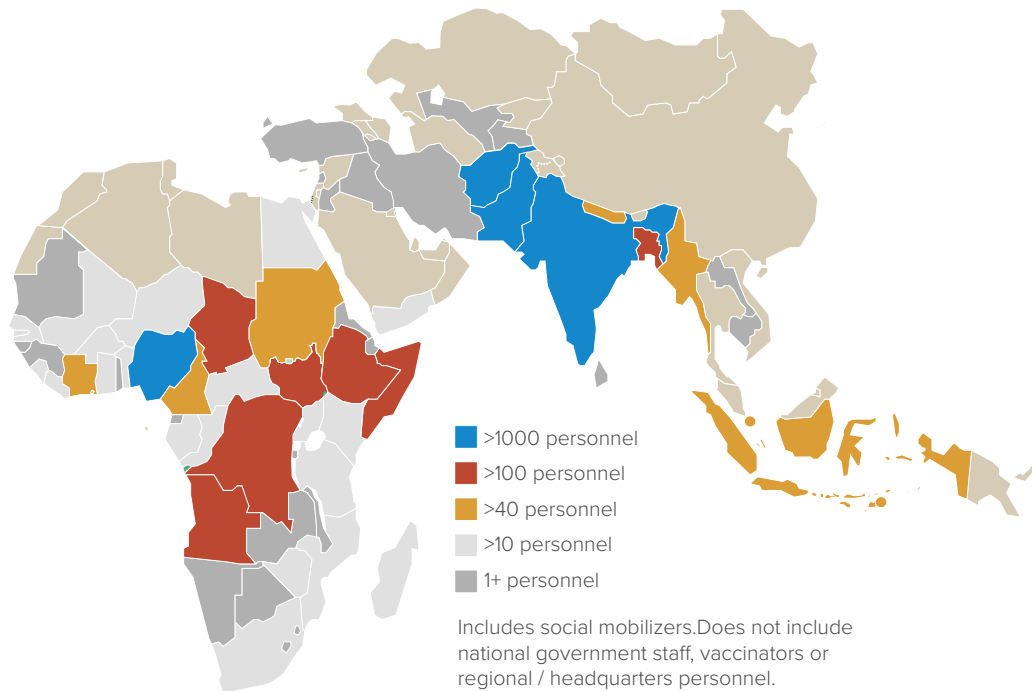 >1000 personnel
>100 personnel
>40 personnel
>10 personnel
1+ personnel
Includes social mobilizers.Does not include
national government staff, vaccinators or
regional / headquarters personnel.